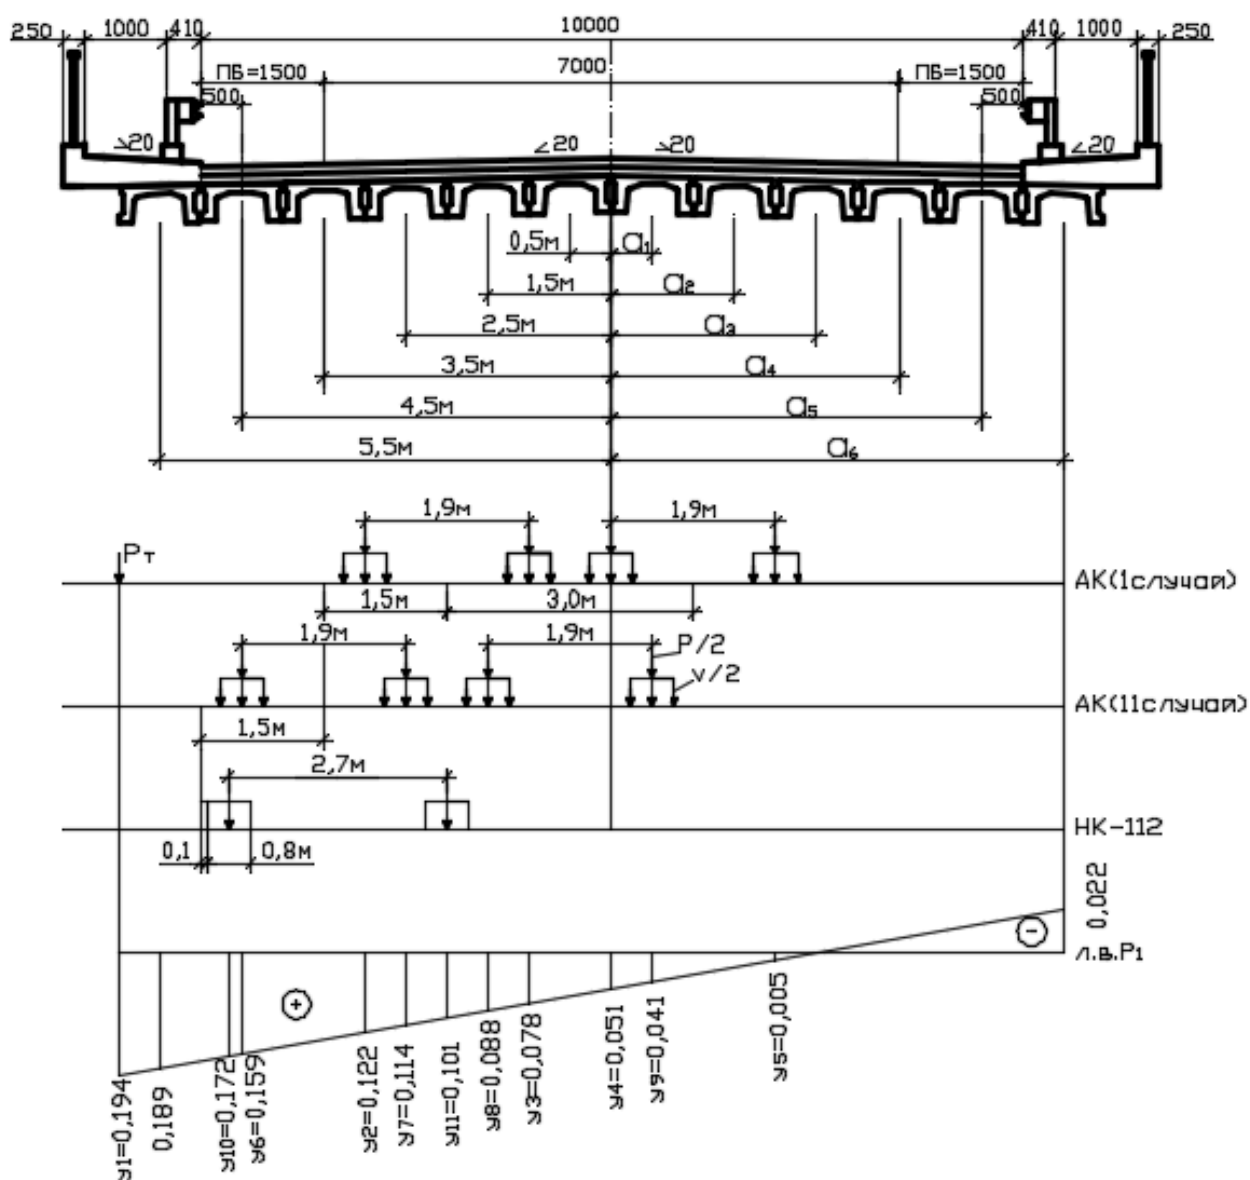 10000
250 1000 410 410 1000 250
ПБ=1500 7000 ПБ=1500
500 500
20 20 20 20
0,5м a₁
1,5м a₂
2,5м a₃
3,5м a₄
4,5м a₅
5,5м a₆
1,9м 1,9м
Pт
АК(1случай)
1,5м 3,0м
1,9м 1,9м P/2
v/2
АК(11случай)
1,5м
2,7м
НК-112
0,1 0,8м
0,022
л.в.P₁
+
-
y1=0,194
0,189
y10=0,172
y6=0,159
y2=0,122
y7=0,114
y11=0,101
y8=0,088
y3=0,078
y4=0,051
y9=0,041
y5=0,005